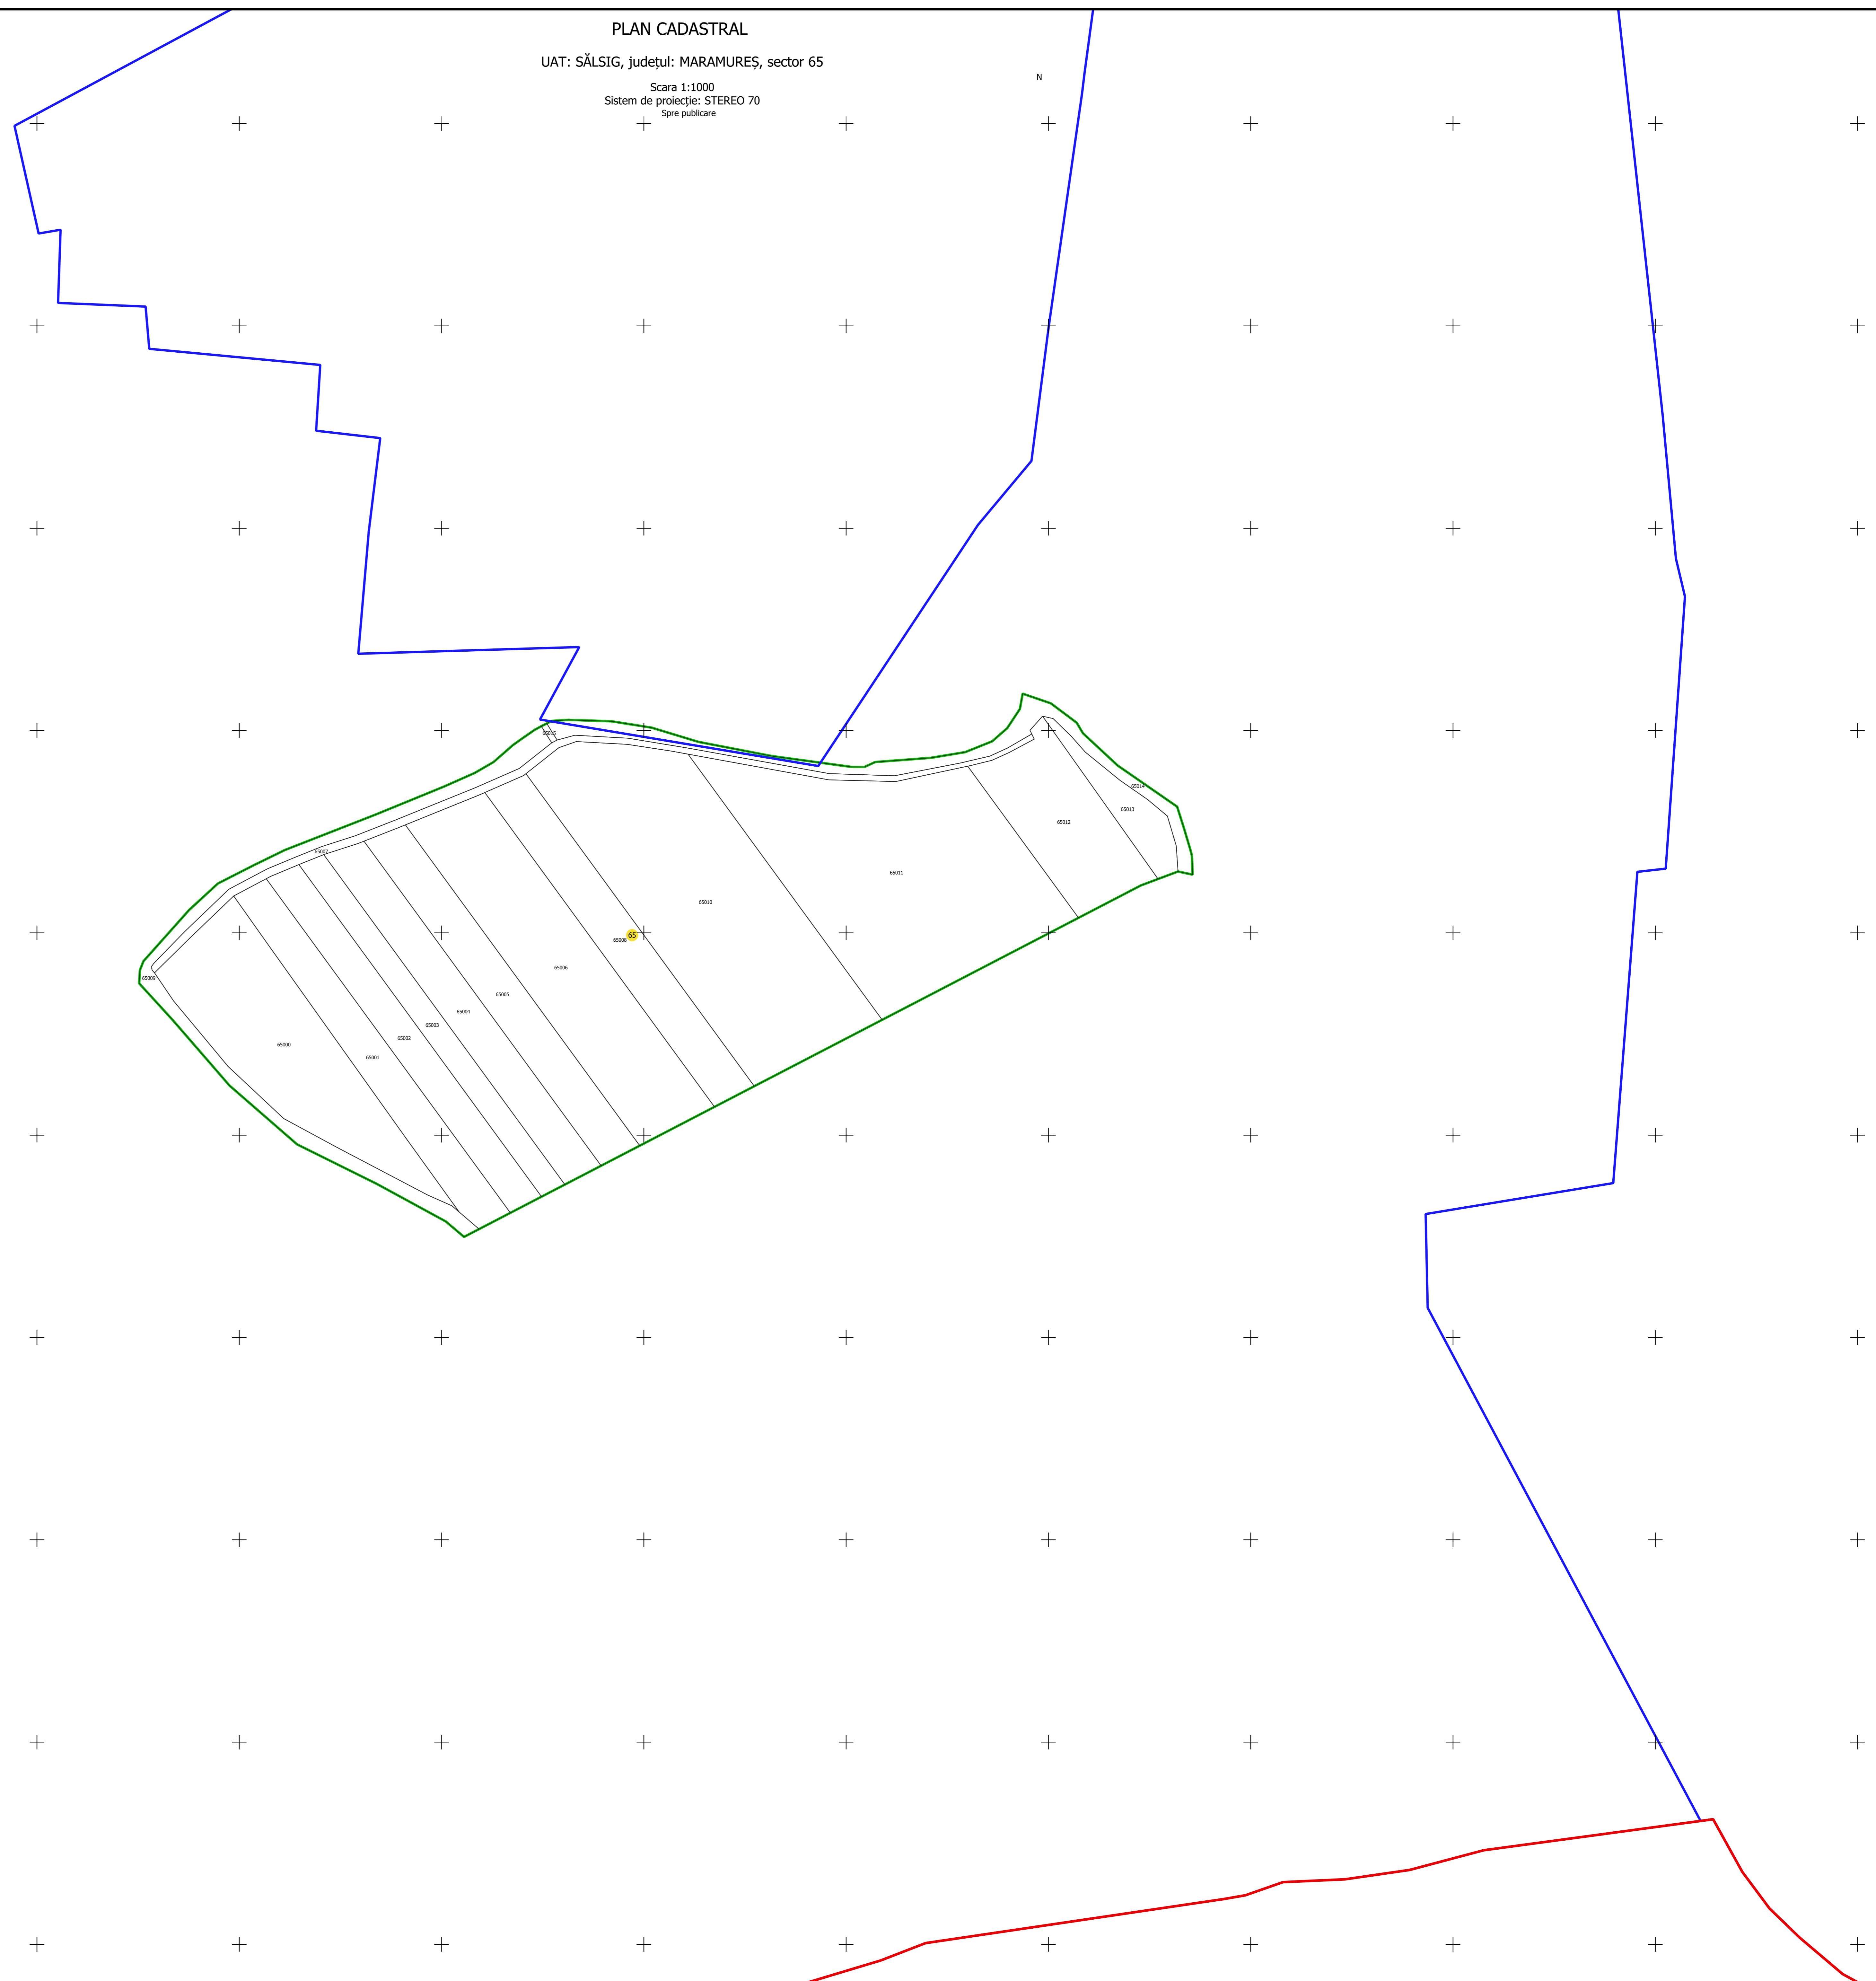 PLAN CADASTRAL
UAT: SĂLSIG, județul: MARAMUREȘ, sector 65
N
Scara 1:1000
Sistem de proiecție: STEREO 70
Spre publicare
65014
65013
65012
65007
65011
65010
65
65008
65006
65009
65005
65004
65003
65002
65000
65001